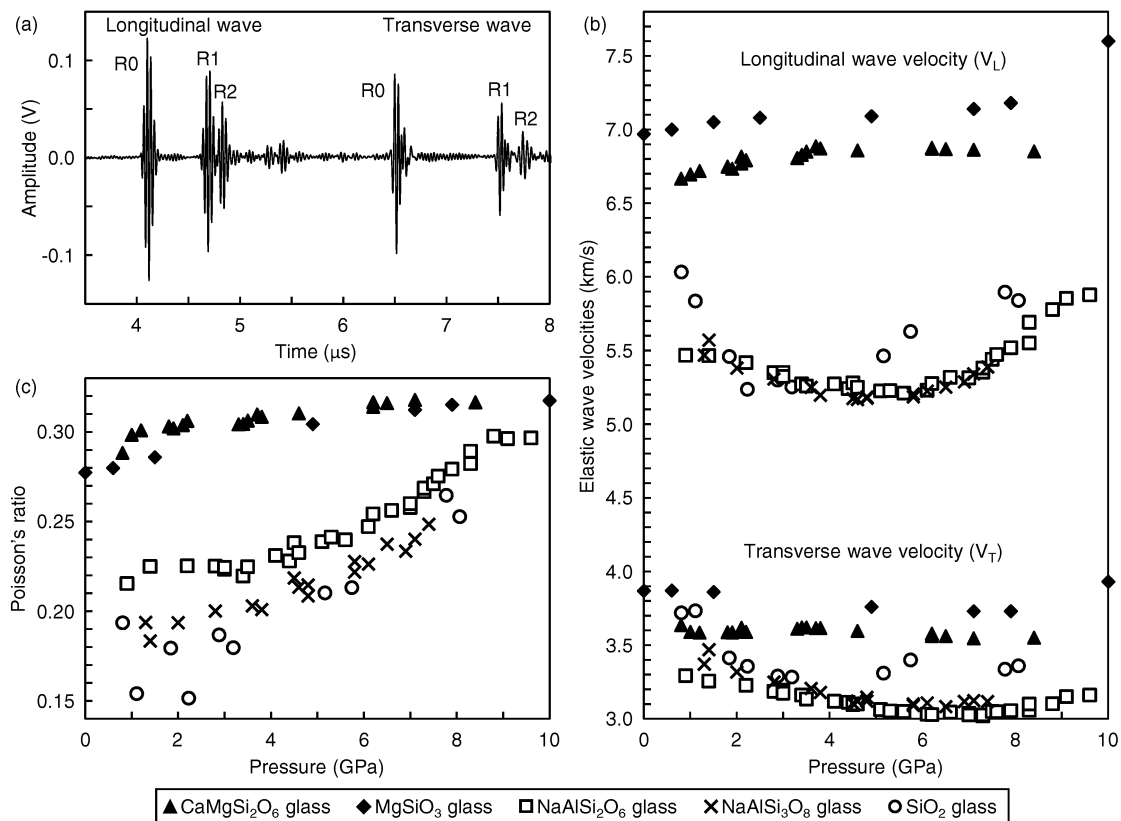 (a)
Longitudinal wave
Transverse wave
R0
R1
R2
R0
R1
R2
0.1
0.0
-0.1
Amplitude (V)
4
5
6
7
8
Time (μs)
(c)
0.30
0.25
0.20
0.15
Poisson's ratio
0
2
4
6
8
10
Pressure (GPa)
(b)
Longitudinal wave velocity (V_L)
7.5
7.0
6.5
6.0
5.5
5.0
4.5
4.0
3.5
3.0
Elastic wave velocities (km/s)
Transverse wave velocity (V_T)
0
2
4
6
8
10
Pressure (GPa)
CaMgSi₂O₆ glass
MgSiO₃ glass
NaAlSi₂O₆ glass
NaAlSi₃O₈ glass
SiO₂ glass